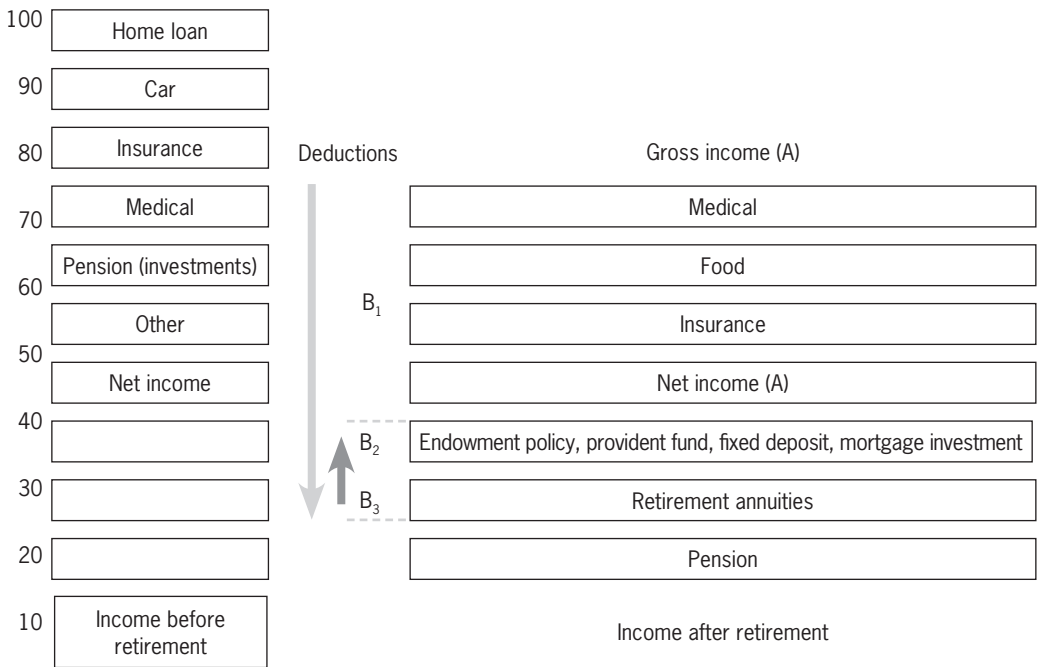 100
Home loan
90
Car
80
Insurance
Deductions
Gross income (A)
70
Medical
Medical
60
Pension (investments)
Food
B₁
Other
Insurance
50
Net income
Net income (A)
40
B₂
Endowment policy, provident fund, fixed deposit, mortgage investment
30
B₃
Retirement annuities
20
Pension
10
Income before
retirement
Income after retirement